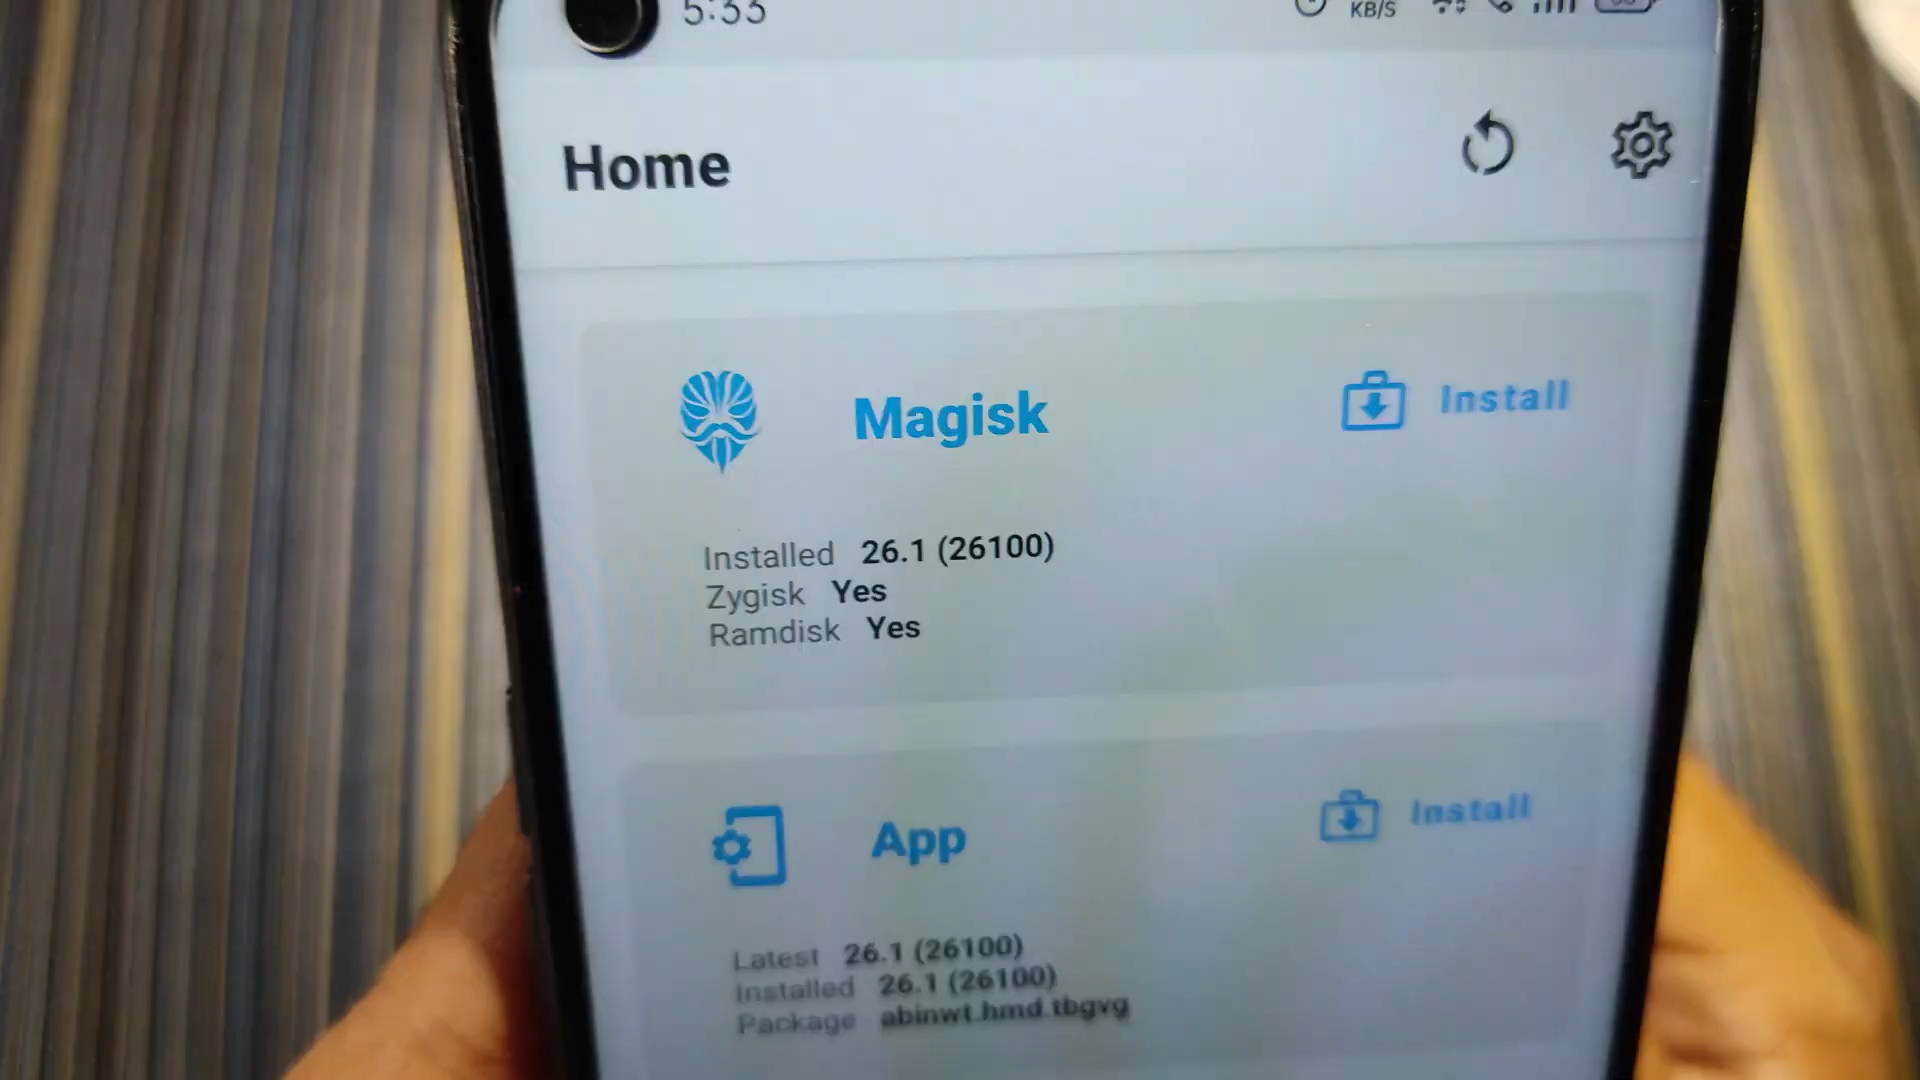 5:33
KB/S
Home
Magisk
Install
Installed 26.1 (26100)
Zygisk Yes
Ramdisk Yes
App
Install
Latest 26.1 (26100)
Installed 26.1 (26100)
Package abinwt.hmd.tbgvg